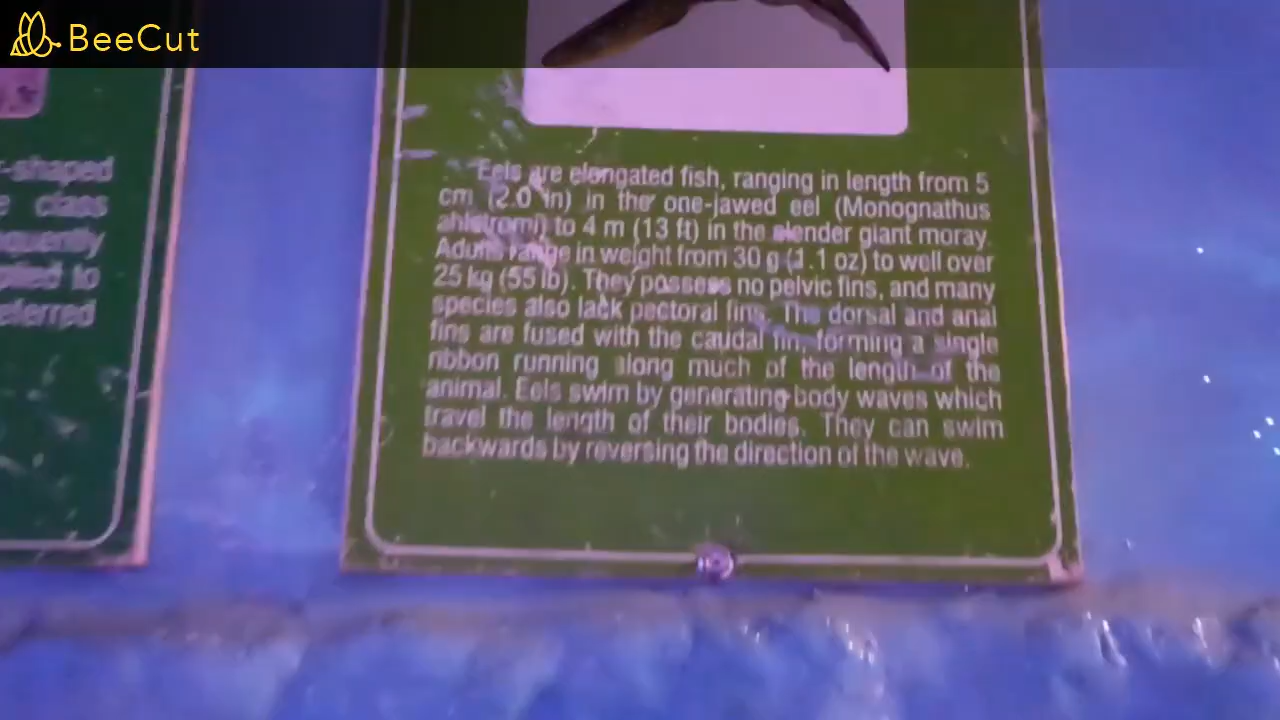 BeeCut
-shaped
e class
quently
pted to
eferred
Eels are elongated fish, ranging in length from 5
cm (2.0 in) in the one-jawed eel (Monognathus
ahlstromi) to 4 m (13 ft) in the slender giant moray.
Adults range in weight from 30 g (1.1 oz) to well over
25 kg (55 lb). They possess no pelvic fins, and many
species also lack pectoral fins. The dorsal and anal
fins are fused with the caudal fin, forming a single
ribbon running along much of the length of the
animal. Eels swim by generating body waves which
travel the length of their bodies. They can swim
backwards by reversing the direction of the wave.